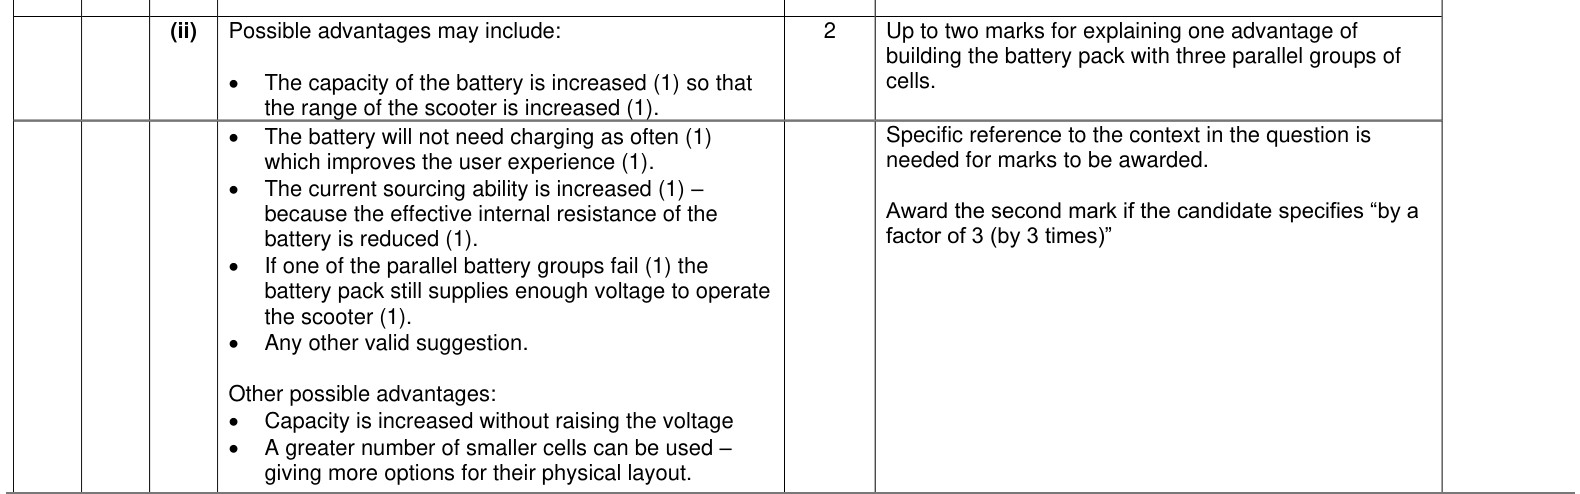 (ii) Possible advantages may include: 2 Up to two marks for explaining one advantage of
building the battery pack with three parallel groups of
• The capacity of the battery is increased (1) so that cells.
the range of the scooter is increased (1).
• The battery will not need charging as often (1) Specific reference to the context in the question is
which improves the user experience (1). needed for marks to be awarded.
• The current sourcing ability is increased (1) –
because the effective internal resistance of the Award the second mark if the candidate specifies “by a
battery is reduced (1). factor of 3 (by 3 times)”
• If one of the parallel battery groups fail (1) the
battery pack still supplies enough voltage to operate
the scooter (1).
• Any other valid suggestion.
Other possible advantages:
• Capacity is increased without raising the voltage
• A greater number of smaller cells can be used –
giving more options for their physical layout.